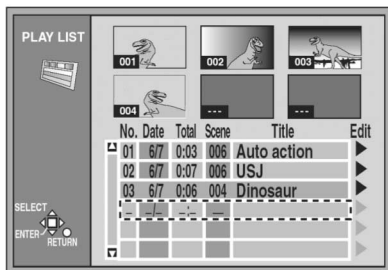 PLAY LIST
001 002 003
004 --- ---
No. Date Total Scene Title Edit
01 6/7 0:03 006 Auto action
02 6/7 0:07 006 USJ
03 6/7 0:06 004 Dinosaur
_ _/_ _:_ __
SELECT
ENTER
RETURN